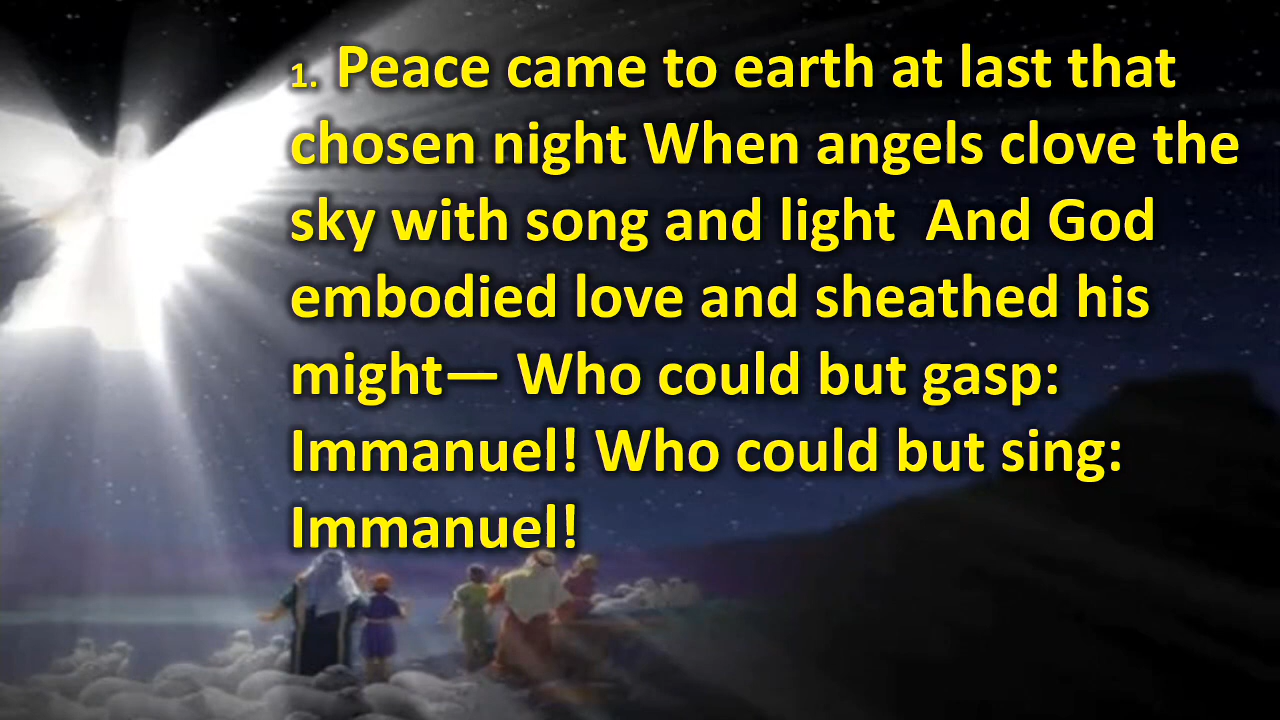 1. Peace came to earth at last that
chosen night When angels clove the
sky with song and light  And God
embodied love and sheathed his
might— Who could but gasp:
Immanuel! Who could but sing:
Immanuel!